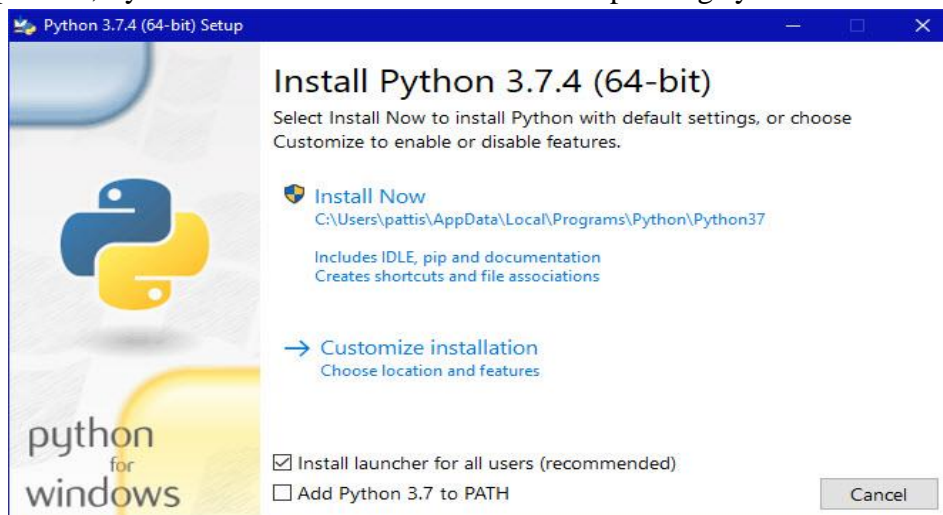 Python 3.7.4 (64-bit) Setup
Install Python 3.7.4 (64-bit)
Select Install Now to install Python with default settings, or choose
Customize to enable or disable features.
Install Now
C:\Users\pattis\AppData\Local\Programs\Python\Python37
Includes IDLE, pip and documentation
Creates shortcuts and file associations
Customize installation
Choose location and features
python
for
windows
Install launcher for all users (recommended)
Add Python 3.7 to PATH
Cancel